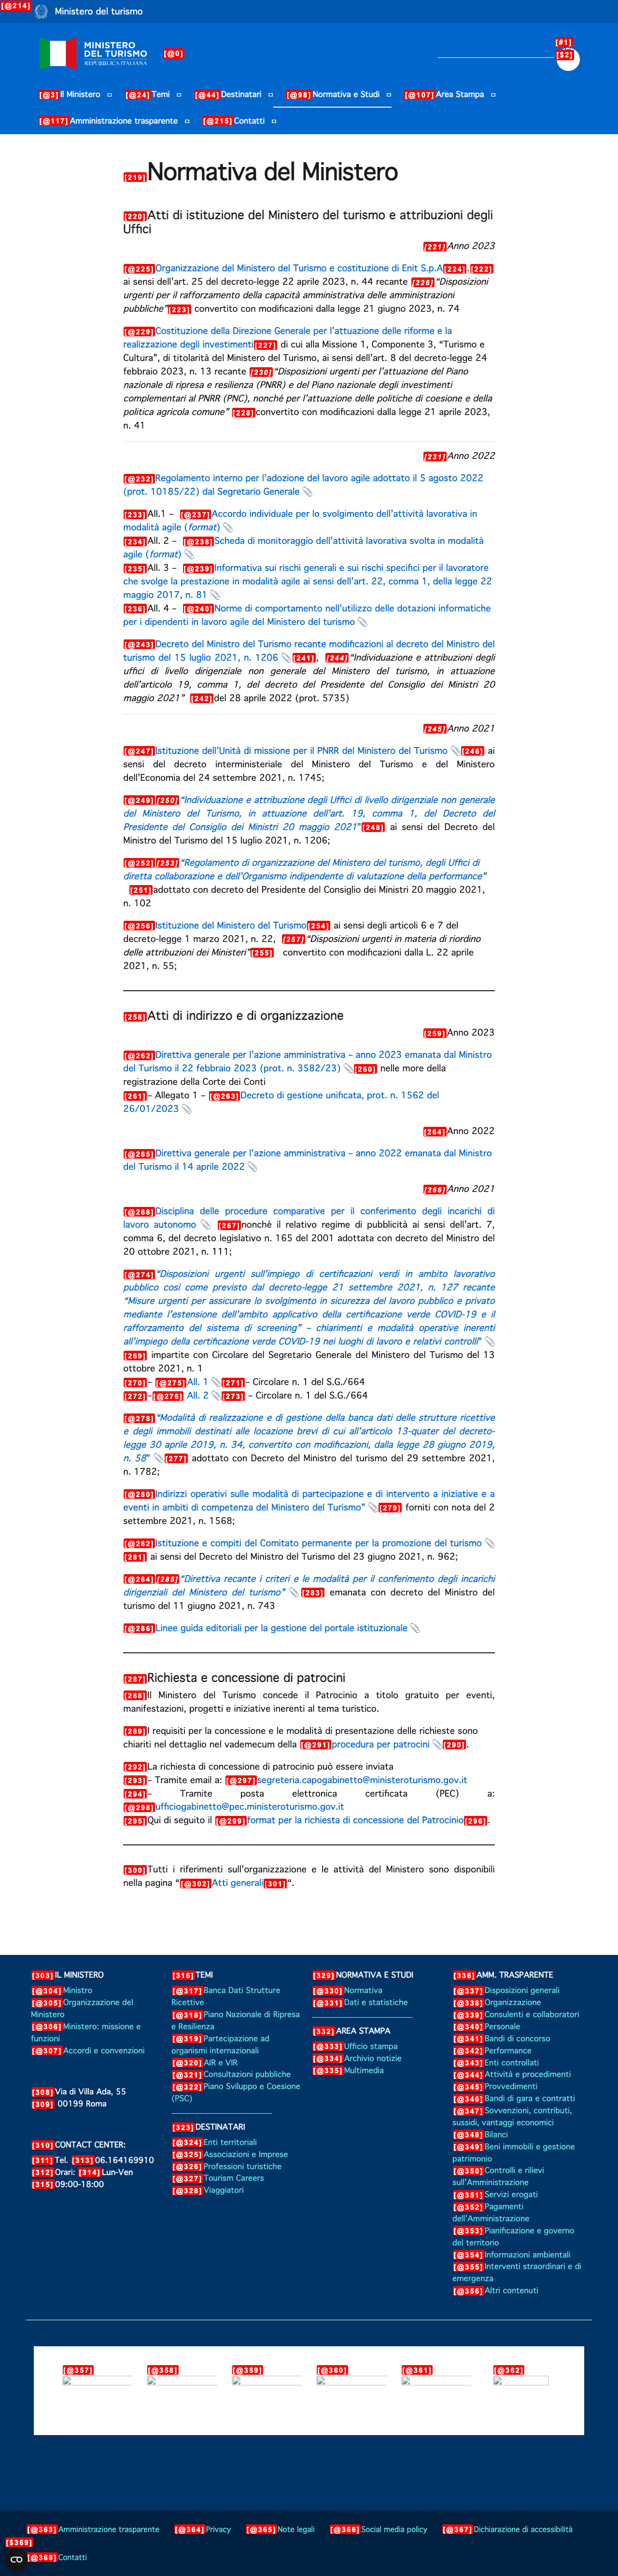 [@214] Ministero del turismo
MINISTERO
DEL TURISMO
REPUBBLICA ITALIANA
[@0]
[#1]
[$2]
[@3] Il Ministero [@24] Temi [@44] Destinatari [@98] Normativa e Studi [@107] Area Stampa
[@117] Amministrazione trasparente [@215] Contatti
[219] Normativa del Ministero
[220] Atti di istituzione del Ministero del turismo e attribuzioni degli
Uffici
[221] Anno 2023
[@225] Organizzazione del Ministero del Turismo e costituzione di Enit S.p.A [224] . [222]
ai sensi dell'art. 25 del decreto-legge 22 aprile 2023, n. 44 recante [226] "Disposizioni
urgenti per il rafforzamento della capacità amministrativa delle amministrazioni
pubbliche" [223] convertito con modificazioni dalla legge 21 giugno 2023, n. 74
[@229] Costituzione della Direzione Generale per l'attuazione delle riforme e la
realizzazione degli investimenti [227] di cui alla Missione 1, Componente 3, "Turismo e
Cultura", di titolarità del Ministero del Turismo, ai sensi dell'art. 8 del decreto-legge 24
febbraio 2023, n. 13 recante [230] "Disposizioni urgenti per l'attuazione del Piano
nazionale di ripresa e resilienza (PNRR) e del Piano nazionale degli investimenti
complementari al PNRR (PNC), nonché per l'attuazione delle politiche di coesione e della
politica agricola comune" [228] convertito con modificazioni dalla legge 21 aprile 2023,
n. 41
[231] Anno 2022
[@232] Regolamento interno per l'adozione del lavoro agile adottato il 5 agosto 2022
(prot. 10185/22) dal Segretario Generale
[233] All.1 – [@237] Accordo individuale per lo svolgimento dell'attività lavorativa in
modalità agile (format)
[234] All. 2 – [@238] Scheda di monitoraggio dell'attività lavorativa svolta in modalità
agile (format)
[235] All. 3 – [@239] Informativa sui rischi generali e sui rischi specifici per il lavoratore
che svolge la prestazione in modalità agile ai sensi dell'art. 22, comma 1, della legge 22
maggio 2017, n. 81
[236] All. 4 – [@240] Norme di comportamento nell'utilizzo delle dotazioni informatiche
per i dipendenti in lavoro agile del Ministero del turismo
[@243] Decreto del Ministro del Turismo recante modificazioni al decreto del Ministro del
turismo del 15 luglio 2021, n. 1206 [241] , [244] "Individuazione e attribuzioni degli
uffici di livello dirigenziale non generale del Ministero del turismo, in attuazione
dell'articolo 19, comma 1, del decreto del Presidente del Consiglio dei Ministri 20
maggio 2021" [242] del 28 aprile 2022 (prot. 5735)
[245] Anno 2021
[@247] Istituzione dell'Unità di missione per il PNRR del Ministero del Turismo [246] ai
sensi del decreto interministeriale del Ministero del Turismo e del Ministero
dell'Economia del 24 settembre 2021, n. 1745;
[@249] [250] "Individuazione e attribuzione degli Uffici di livello dirigenziale non generale
del Ministero del Turismo, in attuazione dell'art. 19, comma 1, del Decreto del
Presidente del Consiglio dei Ministri 20 maggio 2021" [248] ai sensi del Decreto del
Ministro del Turismo del 15 luglio 2021, n. 1206;
[@252] [253] "Regolamento di organizzazione del Ministero del turismo, degli Uffici di
diretta collaborazione e dell'Organismo indipendente di valutazione della performance"
[251] adottato con decreto del Presidente del Consiglio dei Ministri 20 maggio 2021,
n. 102
[@256] Istituzione del Ministero del Turismo [254] ai sensi degli articoli 6 e 7 del
decreto-legge 1 marzo 2021, n. 22, [257] "Disposizioni urgenti in materia di riordino
delle attribuzioni dei Ministeri" [255] convertito con modificazioni dalla L. 22 aprile
2021, n. 55;
[258] Atti di indirizzo e di organizzazione
[259] Anno 2023
[@262] Direttiva generale per l'azione amministrativa – anno 2023 emanata dal Ministro
del Turismo il 22 febbraio 2023 (prot. n. 3582/23) [260] nelle more della
registrazione della Corte dei Conti
[261] – Allegato 1 – [@263] Decreto di gestione unificata, prot. n. 1562 del
26/01/2023
[264] Anno 2022
[@265] Direttiva generale per l'azione amministrativa – anno 2022 emanata dal Ministro
del Turismo il 14 aprile 2022
[266] Anno 2021
[@268] Disciplina delle procedure comparative per il conferimento degli incarichi di
lavoro autonomo [267] nonché il relativo regime di pubblicità ai sensi dell'art. 7,
comma 6, del decreto legislativo n. 165 del 2001 adottata con decreto del Ministro del
20 ottobre 2021, n. 111;
[@274] "Disposizioni urgenti sull'impiego di certificazioni verdi in ambito lavorativo
pubblico così come previsto dal decreto-legge 21 settembre 2021, n. 127 recante
"Misure urgenti per assicurare lo svolgimento in sicurezza del lavoro pubblico e privato
mediante l'estensione dell'ambito applicativo della certificazione verde COVID-19 e il
rafforzamento del sistema di screening" – chiarimenti e modalità operative inerenti
all'impiego della certificazione verde COVID-19 nei luoghi di lavoro e relativi controlli"
[269] impartite con Circolare del Segretario Generale del Ministero del Turismo del 13
ottobre 2021, n. 1
[270] – [@275] All. 1 [271] – Circolare n. 1 del S.G./664
[272] – [@276] All. 2 [273] – Circolare n. 1 del S.G./664
[@278] "Modalità di realizzazione e di gestione della banca dati delle strutture ricettive
e degli immobili destinati alle locazione brevi di cui all'articolo 13-quater del decreto-
legge 30 aprile 2019, n. 34, convertito con modificazioni, dalla legge 28 giugno 2019,
n. 58" [277] adottato con Decreto del Ministro del turismo del 29 settembre 2021,
n. 1782;
[@280] Indirizzi operativi sulle modalità di partecipazione e di intervento a iniziative e a
eventi in ambiti di competenza del Ministero del Turismo" [279] forniti con nota del 2
settembre 2021, n. 1568;
[@282] Istituzione e compiti del Comitato permanente per la promozione del turismo
[281] ai sensi del Decreto del Ministro del Turismo del 23 giugno 2021, n. 962;
[@284] [285] "Direttiva recante i criteri e le modalità per il conferimento degli incarichi
dirigenziali del Ministero del turismo" [283] emanata con decreto del Ministro del
turismo del 11 giugno 2021, n. 743
[@286] Linee guida editoriali per la gestione del portale istituzionale
[287] Richiesta e concessione di patrocini
[288] Il Ministero del Turismo concede il Patrocinio a titolo gratuito per eventi,
manifestazioni, progetti e iniziative inerenti al tema turistico.
[289] I requisiti per la concessione e le modalità di presentazione delle richieste sono
chiariti nel dettaglio nel vademecum della [@291] procedura per patrocini [290] .
[292] La richiesta di concessione di patrocinio può essere inviata
[293] – Tramite email a: [@297] segreteria.capogabinetto@ministeroturismo.gov.it
[294] – Tramite posta elettronica certificata (PEC) a:
[@298] ufficiogabinetto@pec.ministeroturismo.gov.it
[295] Qui di seguito il [@299] format per la richiesta di concessione del Patrocinio [296] .
[300] Tutti i riferimenti sull'organizzazione e le attività del Ministero sono disponibili
nella pagina " [@302] Atti generali [301] ".
[303] IL MINISTERO
[@304] Ministro
[@305] Organizzazione del
Ministero
[@306] Ministero: missione e
funzioni
[@307] Accordi e convenzioni
[308] Via di Villa Ada, 55
[309] 00199 Roma
[310] CONTACT CENTER:
[311] Tel. [313] 06.164169910
[312] Orari: [314] Lun-Ven
[315] 09:00-18:00
[316] TEMI
[@317] Banca Dati Strutture
Ricettive
[@318] Piano Nazionale di Ripresa
e Resilienza
[@319] Partecipazione ad
organismi internazionali
[@320] AIR e VIR
[@321] Consultazioni pubbliche
[@322] Piano Sviluppo e Coesione
(PSC)
[323] DESTINATARI
[@324] Enti territoriali
[@325] Associazioni e Imprese
[@326] Professioni turistiche
[@327] Tourism Careers
[@328] Viaggiatori
[329] NORMATIVA E STUDI
[@330] Normativa
[@331] Dati e statistiche
[332] AREA STAMPA
[@333] Ufficio stampa
[@334] Archivio notizie
[@335] Multimedia
[336] AMM. TRASPARENTE
[@337] Disposizioni generali
[@338] Organizzazione
[@339] Consulenti e collaboratori
[@340] Personale
[@341] Bandi di concorso
[@342] Performance
[@343] Enti controllati
[@344] Attività e procedimenti
[@345] Provvedimenti
[@346] Bandi di gara e contratti
[@347] Sovvenzioni, contributi,
sussidi, vantaggi economici
[@348] Bilanci
[@349] Beni immobili e gestione
patrimonio
[@350] Controlli e rilievi
sull'Amministrazione
[@351] Servizi erogati
[@352] Pagamenti
dell'Amministrazione
[@353] Pianificazione e governo
del territorio
[@354] Informazioni ambientali
[@355] Interventi straordinari e di
emergenza
[@356] Altri contenuti
[@357] [@358] [@359] [@360] [@361] [@362]
[@363] Amministrazione trasparente [@364] Privacy [@365] Note legali [@366] Social media policy [@367] Dichiarazione di accessibilità
[$369]
[@368] Contatti